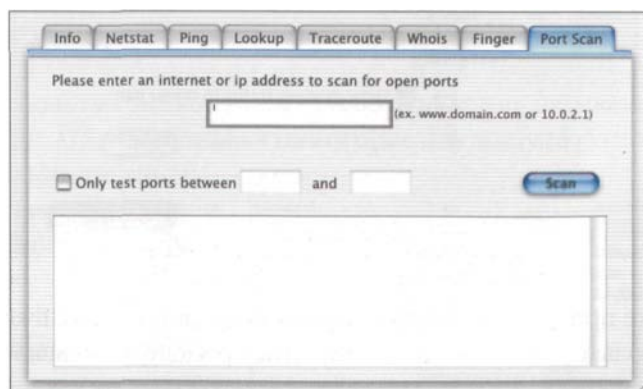 Info Netstat Ping Lookup Traceroute Whois Finger Port Scan
Please enter an internet or ip address to scan for open ports
(ex. www.domain.com or 10.0.2.1)
Only test ports between and Scan